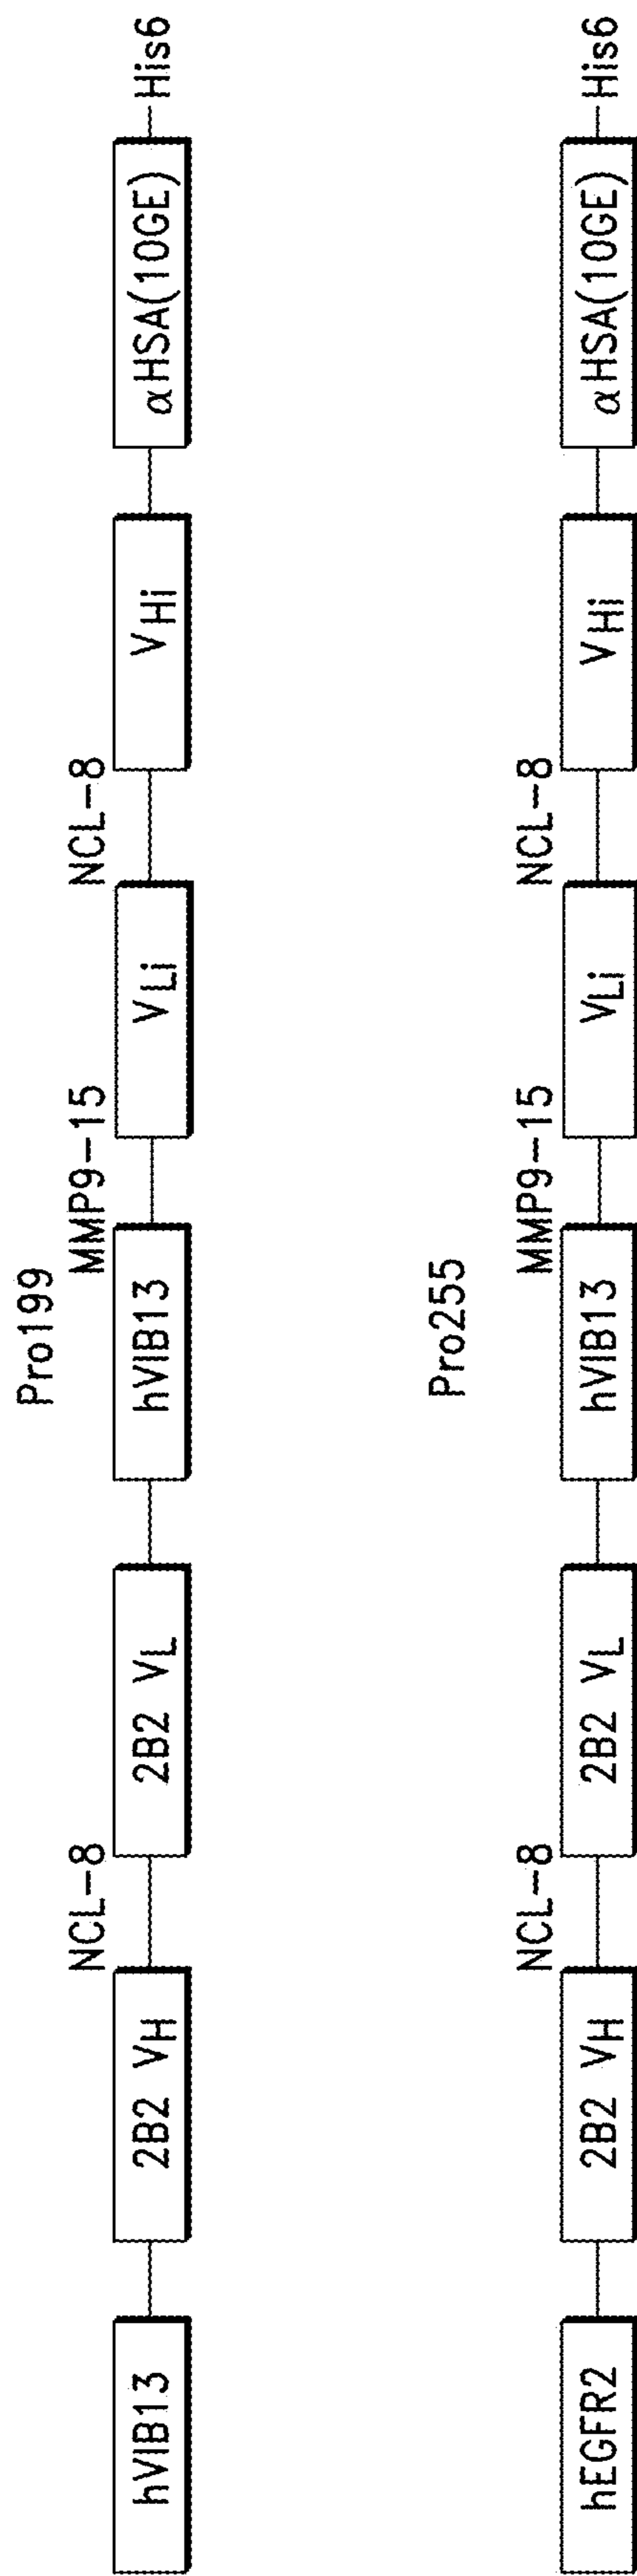 Pro199
NCL-8 MMP9-15 NCL-8
hVIB13 2B2 VH 2B2 VL hVIB13 VLi VHi αHSA(10GE) His6
Pro255
NCL-8 MMP9-15 NCL-8
hEGFR2 2B2 VH 2B2 VL hVIB13 VLi VHi αHSA(10GE) His6